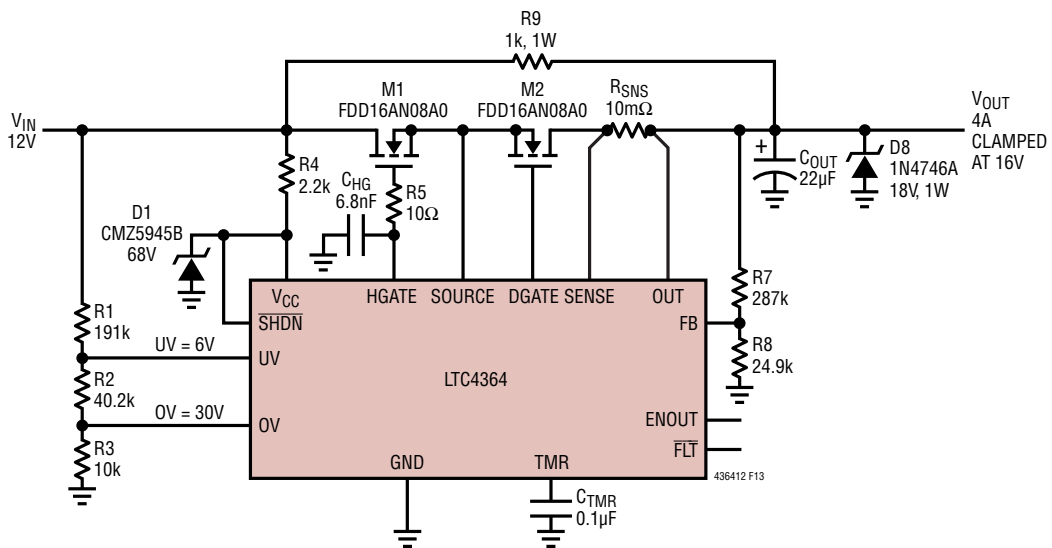 R9
1k, 1W
M1
FDD16AN08A0
M2
FDD16AN08A0
RSNS
10mΩ
VIN
12V
VOUT
4A
CLAMPED
AT 16V
R4
2.2k
CHG
6.8nF
R5
10Ω
+
COUT
22µF
D8
1N4746A
18V, 1W
D1
CMZ5945B
68V
VCC
HGATE
SOURCE
DGATE
SENSE
OUT
R7
287k
SHDN
FB
R1
191k
UV = 6V
UV
R8
24.9k
LTC4364
R2
40.2k
OV = 30V
OV
ENOUT
R3
10k
FLT
GND
TMR
436412 F13
CTMR
0.1µF